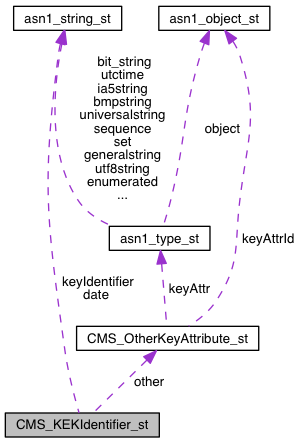 asn1_string_st
asn1_object_st
bit_string
utctime
ia5string
bmpstring
universalstring
sequence
set
generalstring
utf8string
enumerated
...
object
asn1_type_st
keyAttrId
keyIdentifier
date
keyAttr
CMS_OtherKeyAttribute_st
other
CMS_KEKIdentifier_st